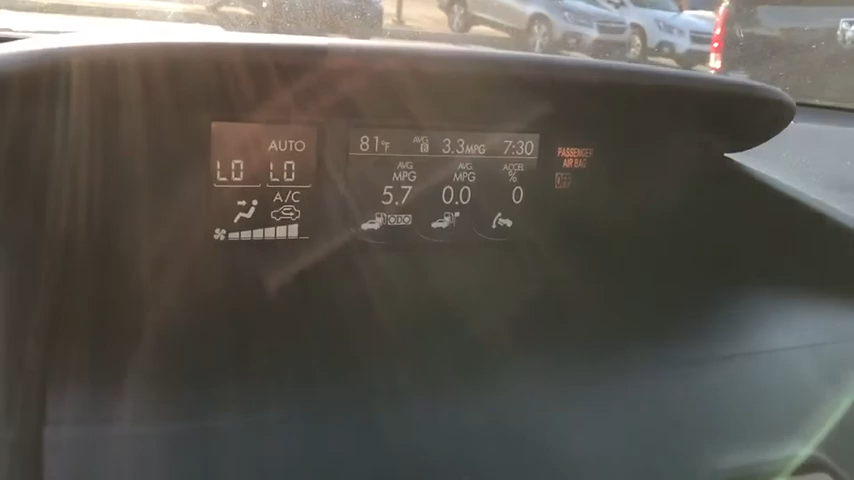 AUTO
LO LO
A/C
81°F AVG 3.3MPG 7:30
AVG. MPG AVG. MPG ACCEL %
5.7 0.0 0
ODO
PASSENGER
AIR BAG
OFF